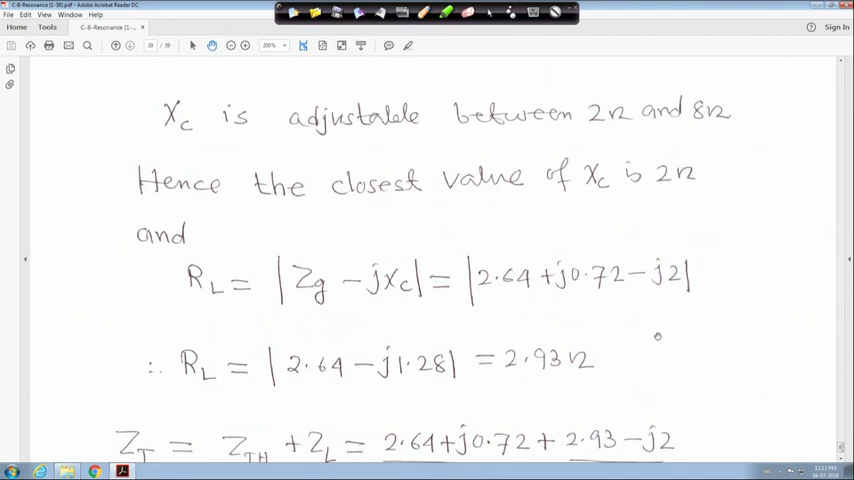 C-8-Resonance [1-39].pdf - Adobe Acrobat Reader DC
File Edit View Window Help
Home Tools C-8-Resonance [1-... × Sign In
39 / 39 200%
Xc is adjustable between 2Ω and 8Ω
Hence the closest value of Xc is 2Ω
and
RL = |Zg - jXc| = |2.64 + j0.72 - j2|
∴ RL = |2.64 - j1.28| = 2.93Ω
ZT = ZTH + ZL = 2.64 + j0.72 + 2.93 - j2